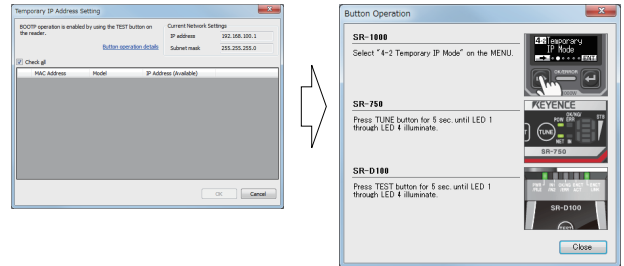 Temporary IP Address Setting
BOOTP operation is enabled by using the TEST button on
the reader.
Button operation details
Current Network Settings
IP address 192.168.100.1
Subnet mask 255.255.255.0
Check all
MAC Address Model IP Address (Available)
OK Cancel
Button Operation
SR-1000
Select "4-2 Temporary IP Mode" on the MENU.
Temporary
IP Mode
EXIT
OK/ERROR
SR-750
Press TUNE button for 5 sec. until LED 1
through LED 4 illuminate.
KEYENCE
TUNE
STB
SR-750
SR-D100
Press TEST button for 5 sec. until LED 1
through LED 4 illuminate.
SR-D100
TEST
Close